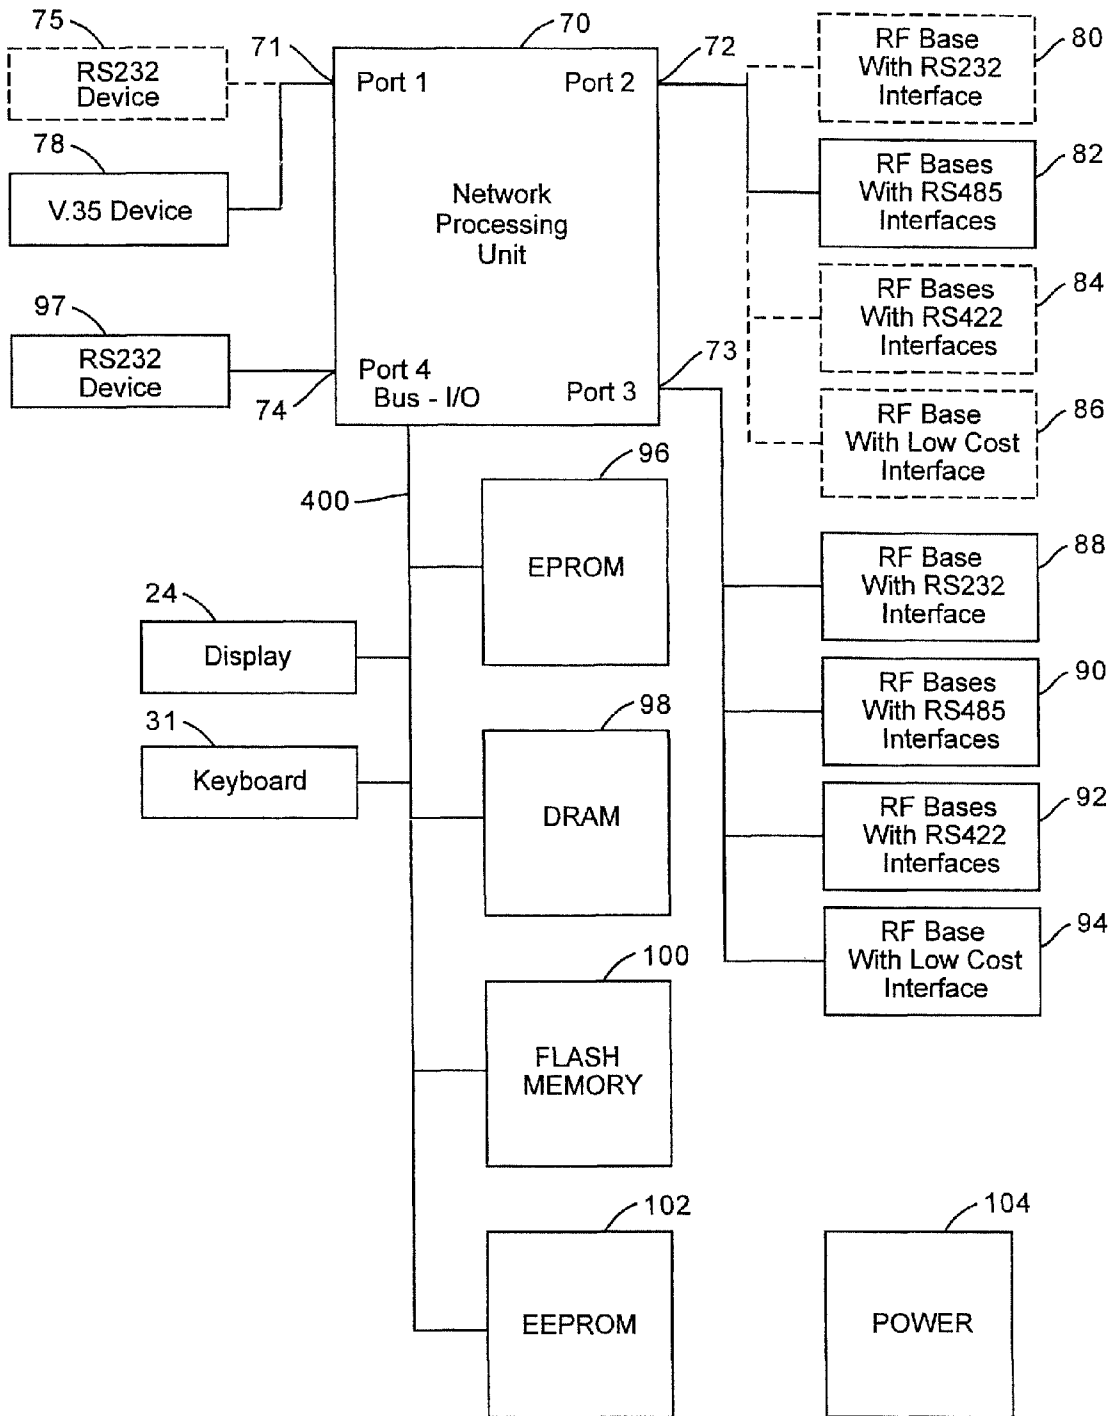 75
71
70
72
80
RS232
Device
Port 1
Port 2
RF Base
With RS232
Interface
78
V.35 Device
Network
Processing
Unit
82
RF Bases
With RS485
Interfaces
84
RF Bases
With RS422
Interfaces
97
RS232
Device
74
Port 4
Bus - I/O
Port 3
73
86
RF Base
With Low Cost
Interface
400
96
EPROM
88
RF Base
With RS232
Interface
24
Display
90
RF Bases
With RS485
Interfaces
31
Keyboard
98
DRAM
92
RF Bases
With RS422
Interfaces
94
RF Base
With Low Cost
Interface
100
FLASH
MEMORY
102
EEPROM
104
POWER